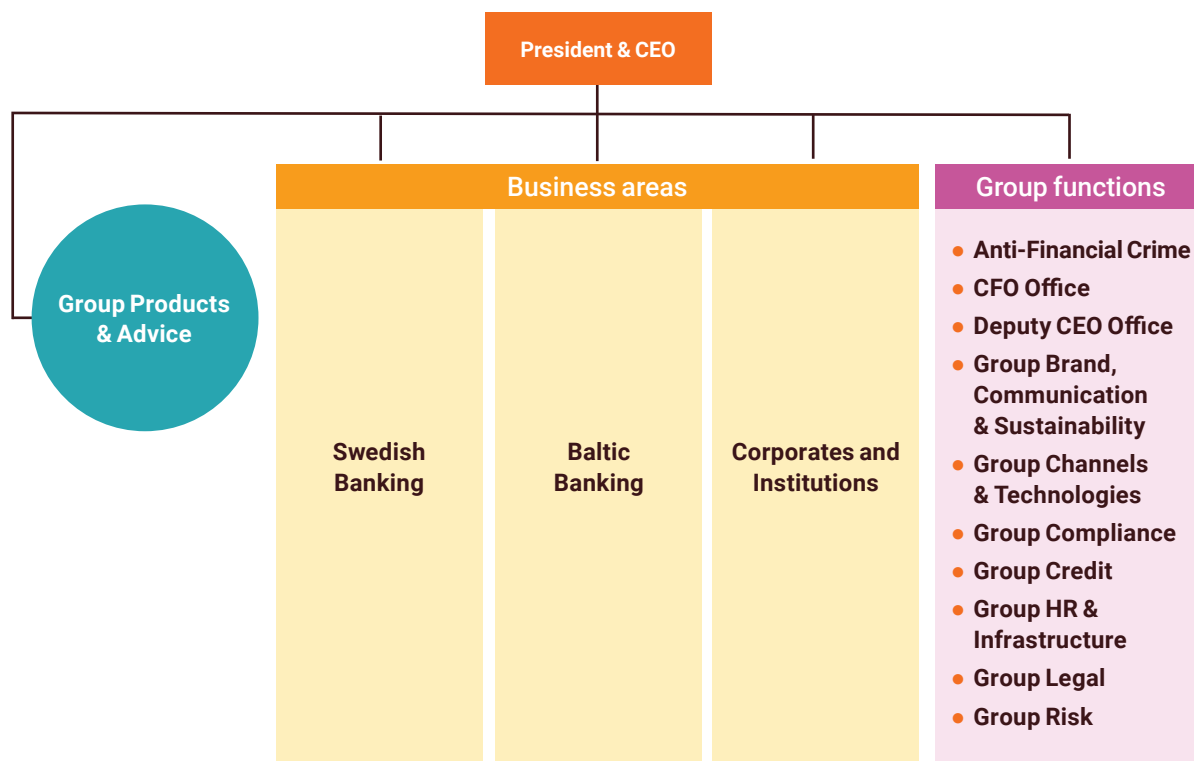 President & CEO
Group Products
& Advice
Business areas
Swedish
Banking
Baltic
Banking
Corporates and
Institutions
Group functions
Anti-Financial Crime
CFO Office
Deputy CEO Office
Group Brand,
Communication
& Sustainability
Group Channels
& Technologies
Group Compliance
Group Credit
Group HR &
Infrastructure
Group Legal
Group Risk